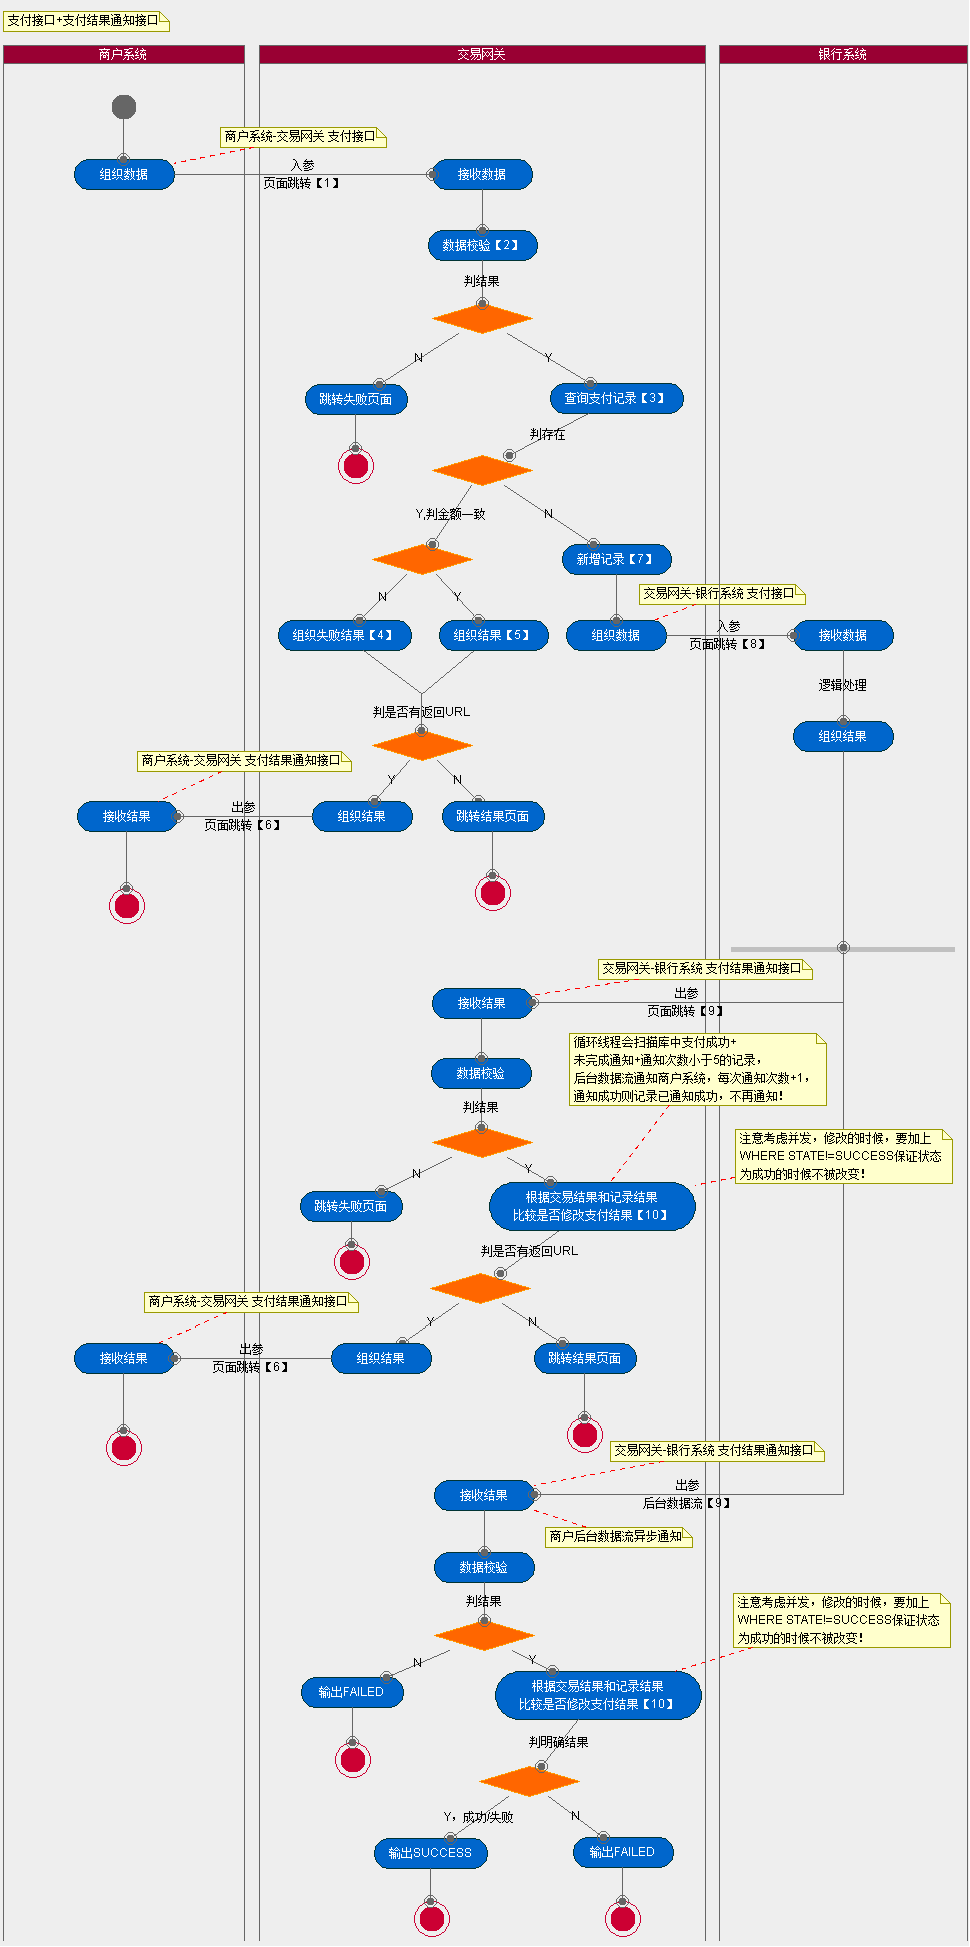 支付接口+支付结果通知接口
商户系统
交易网关
银行系统
商户系统-交易网关 支付接口
组织数据
入参
页面跳转【1】
接收数据
数据校验【2】
判结果
N
Y
跳转失败页面
查询支付记录【3】
判存在
Y,判金额一致
N
新增记录【7】
交易网关-银行系统 支付接口
N
Y
组织失败结果【4】
组织结果【5】
组织数据
入参
页面跳转【8】
接收数据
逻辑处理
判是否有返回URL
组织结果
商户系统-交易网关 支付结果通知接口
Y
N
接收结果
出参
页面跳转【6】
组织结果
跳转结果页面
交易网关-银行系统 支付结果通知接口
接收结果
出参
页面跳转【9】
循环线程会扫描库中支付成功+
未完成通知+通知次数小于5的记录，
后台数据流通知商户系统，每次通知次数+1，
通知成功则记录已通知成功，不再通知！
数据校验
判结果
注意考虑并发，修改的时候，要加上
WHERE STATE!=SUCCESS保证状态
为成功的时候不被改变！
N
Y
跳转失败页面
根据交易结果和记录结果
比较是否修改支付结果【10】
判是否有返回URL
商户系统-交易网关 支付结果通知接口
Y
N
接收结果
出参
页面跳转【6】
组织结果
跳转结果页面
交易网关-银行系统 支付结果通知接口
接收结果
出参
后台数据流【9】
商户后台数据流异步通知
数据校验
判结果
注意考虑并发，修改的时候，要加上
WHERE STATE!=SUCCESS保证状态
为成功的时候不被改变！
N
Y
输出FAILED
根据交易结果和记录结果
比较是否修改支付结果【10】
判明确结果
Y，成功/失败
N
输出SUCCESS
输出FAILED